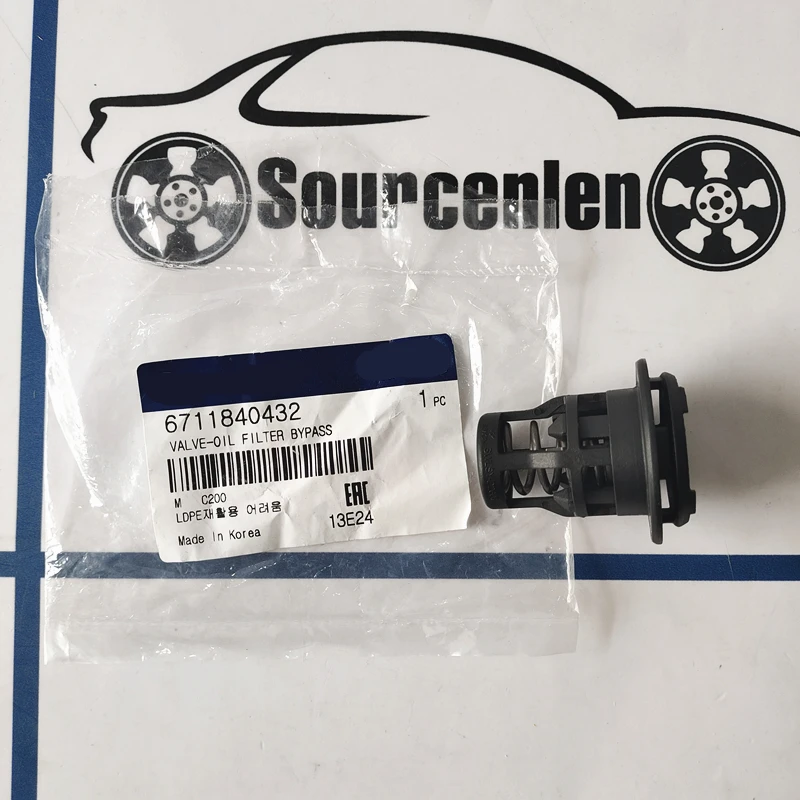 Sourcenlen
6711840432
1 PC
VALVE-OIL FILTER BYPASS
M C200
EAC
LDPE재활용 어려움
13E24
Made In Korea